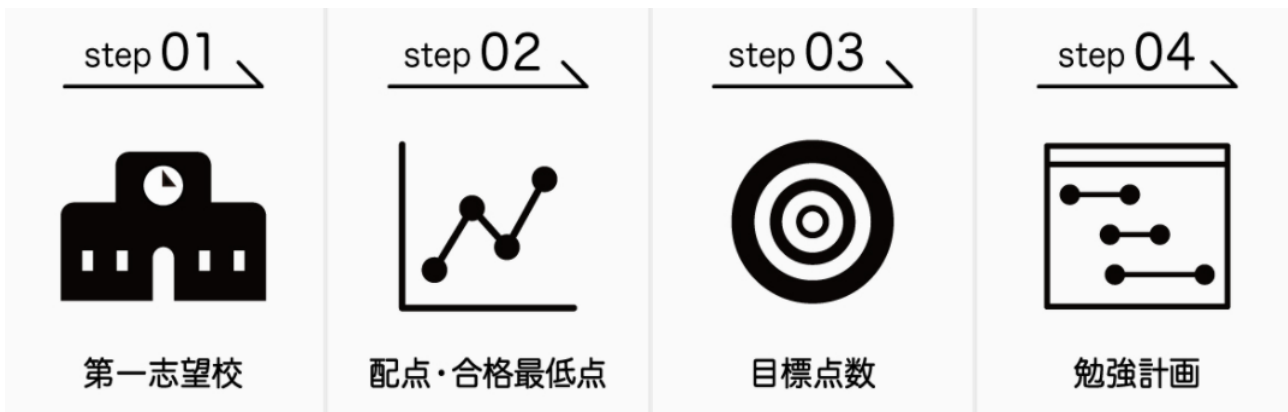 step 01
第一志望校
step 02
配点・合格最低点
step 03
目標点数
step 04
勉強計画